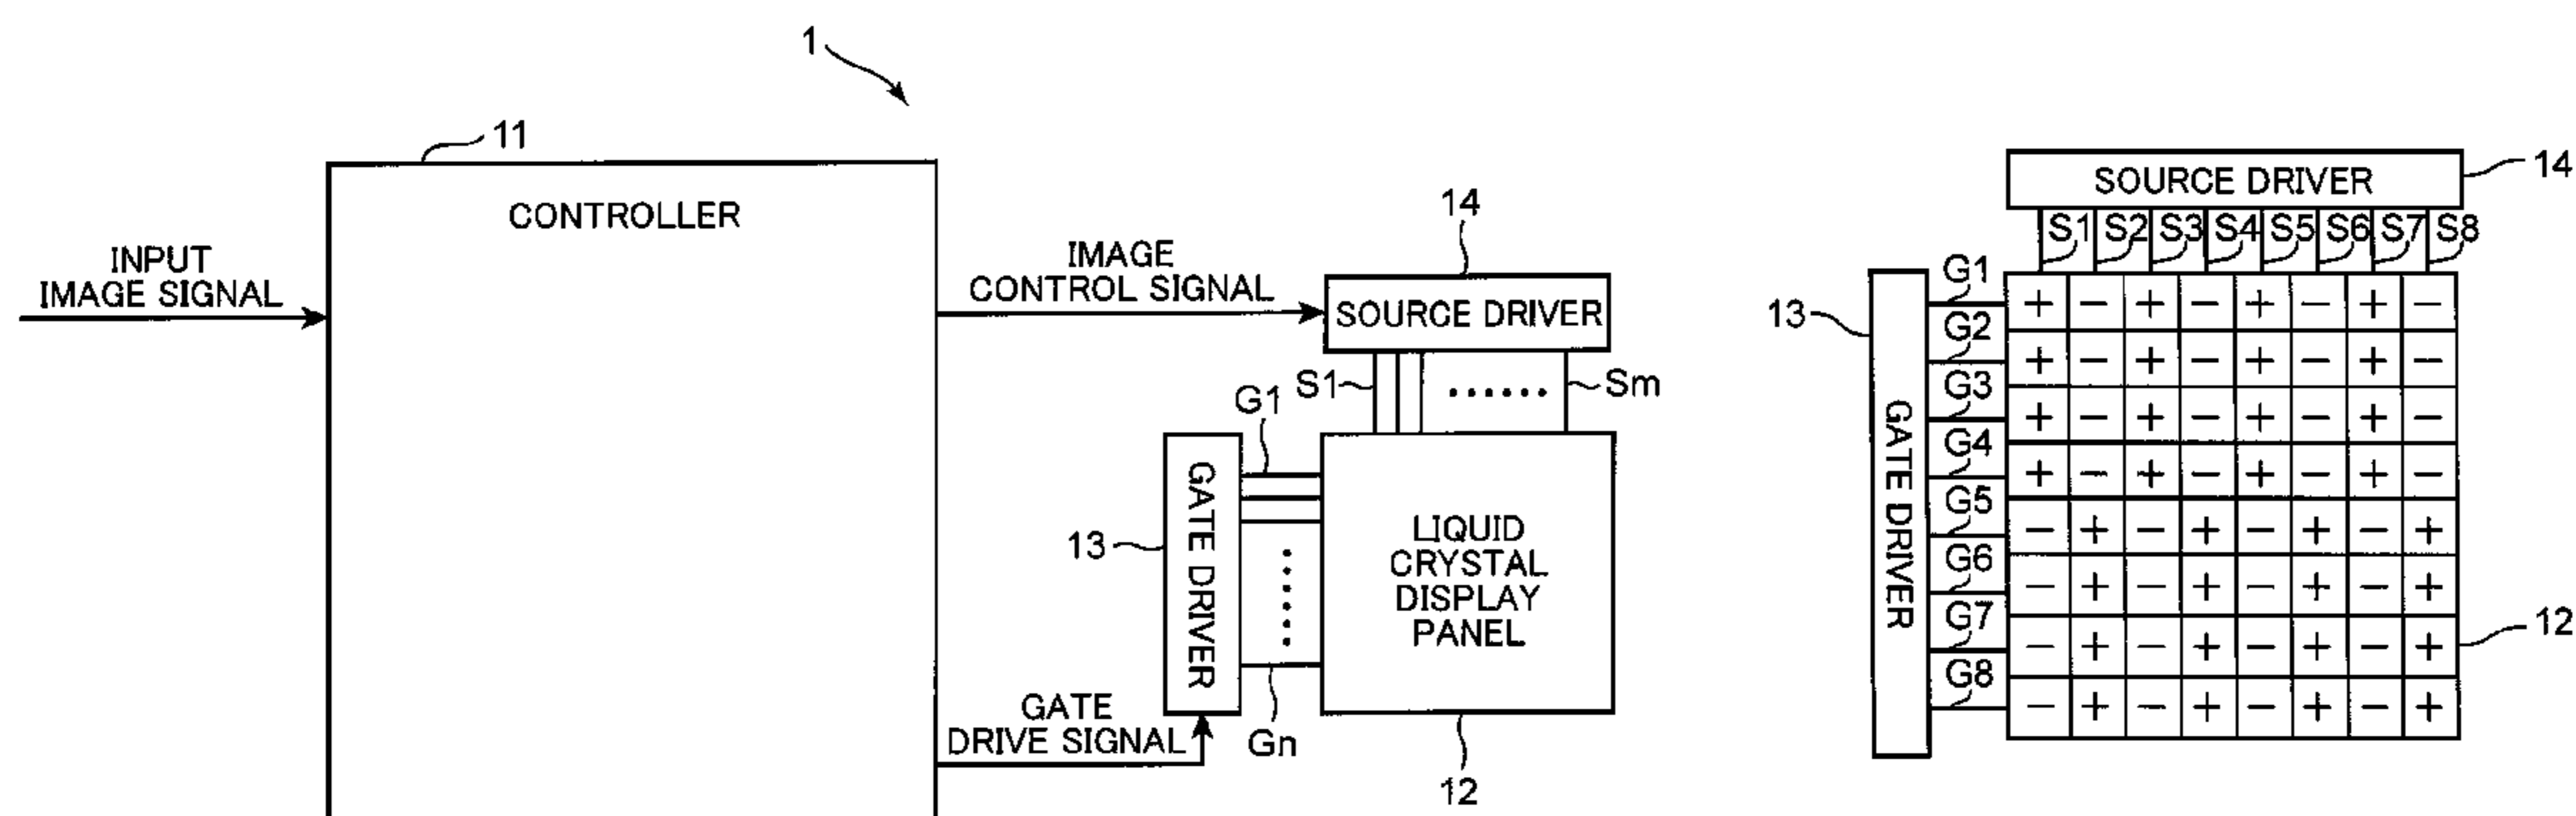 1
11
CONTROLLER
INPUT
IMAGE SIGNAL
IMAGE
CONTROL SIGNAL
14
SOURCE DRIVER
S1
......
Sm
G1
13
GATE DRIVER
LIQUID
CRYSTAL
DISPLAY
PANEL
GATE
DRIVE SIGNAL
Gn
12
SOURCE DRIVER
14
S1 S2 S3 S4 S5 S6 S7 S8
13
GATE DRIVER
G1
+ − + − + − + −
G2
+ − + − + − + −
G3
+ − + − + − + −
G4
+ − + − + − + −
G5
− + − + − + − +
G6
− + − + − + − +
G7
− + − + − + − +
G8
− + − + − + − +
12